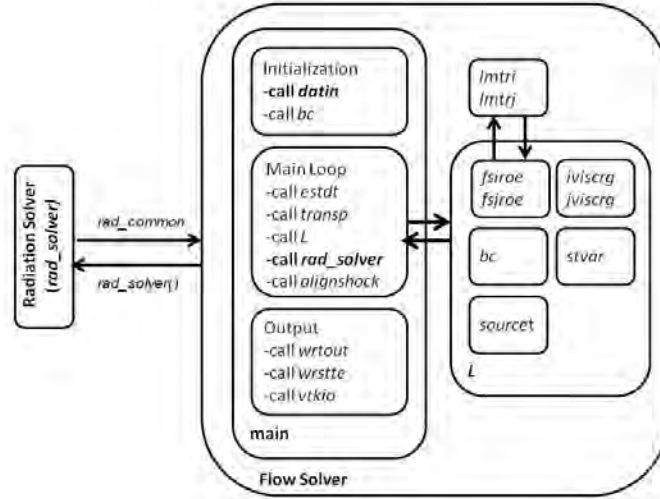 Radiation Solver
(rad_solver)
rad_common
rad_solver()
Initialization
-call datin
-call bc
Main Loop
-call estdt
-call transp
-call L
-call rad_solver
-call alignshock
Output
-call wrtout
-call wrstte
-call vtkio
main
Flow Solver
lmtri
lmtrj
fsiroe
fsjroe
iviscrg
jviscrg
bc
stvar
sourcet
L